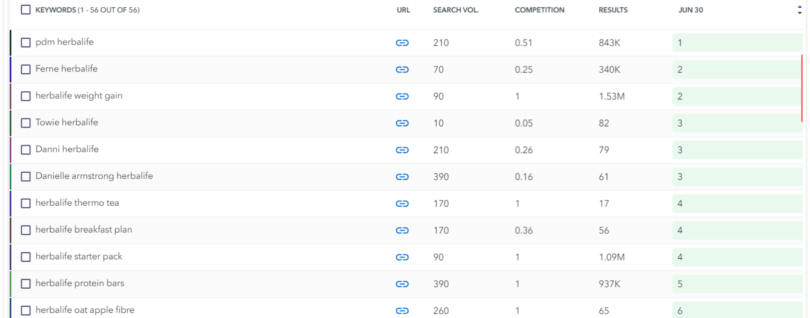 KEYWORDS (1 - 56 OUT OF 56) URL SEARCH VOL. COMPETITION RESULTS JUN 30
pdm herbalife 210 0.51 843K 1
Ferne herbalife 70 0.25 340K 2
herbalife weight gain 90 1 1.53M 2
Towie herbalife 10 0.05 82 3
Danni herbalife 210 0.26 79 3
Danielle armstrong herbalife 390 0.16 61 3
herbalife thermo tea 170 1 17 4
herbalife breakfast plan 170 0.36 56 4
herbalife starter pack 90 1 1.09M 4
herbalife protein bars 390 1 937K 5
herbalife oat apple fibre 260 1 65 6